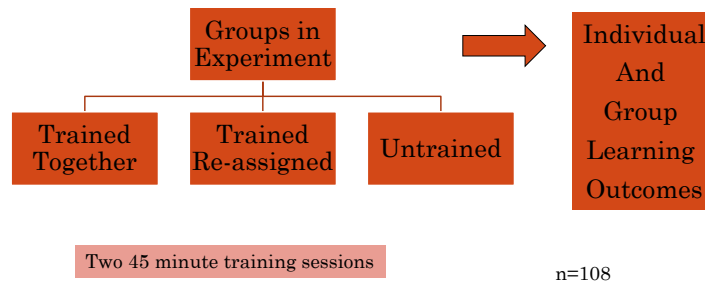 Groups in
Experiment
Trained
Together
Trained
Re-assigned
Untrained
Individual
And
Group
Learning
Outcomes
Two 45 minute training sessions
n=108